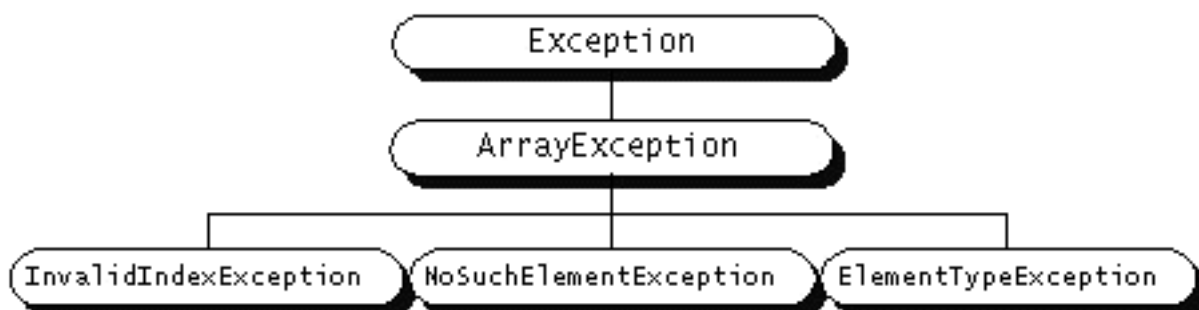 Exception
ArrayException
InvalidIndexException
NoSuchElementException
ElementTypeException